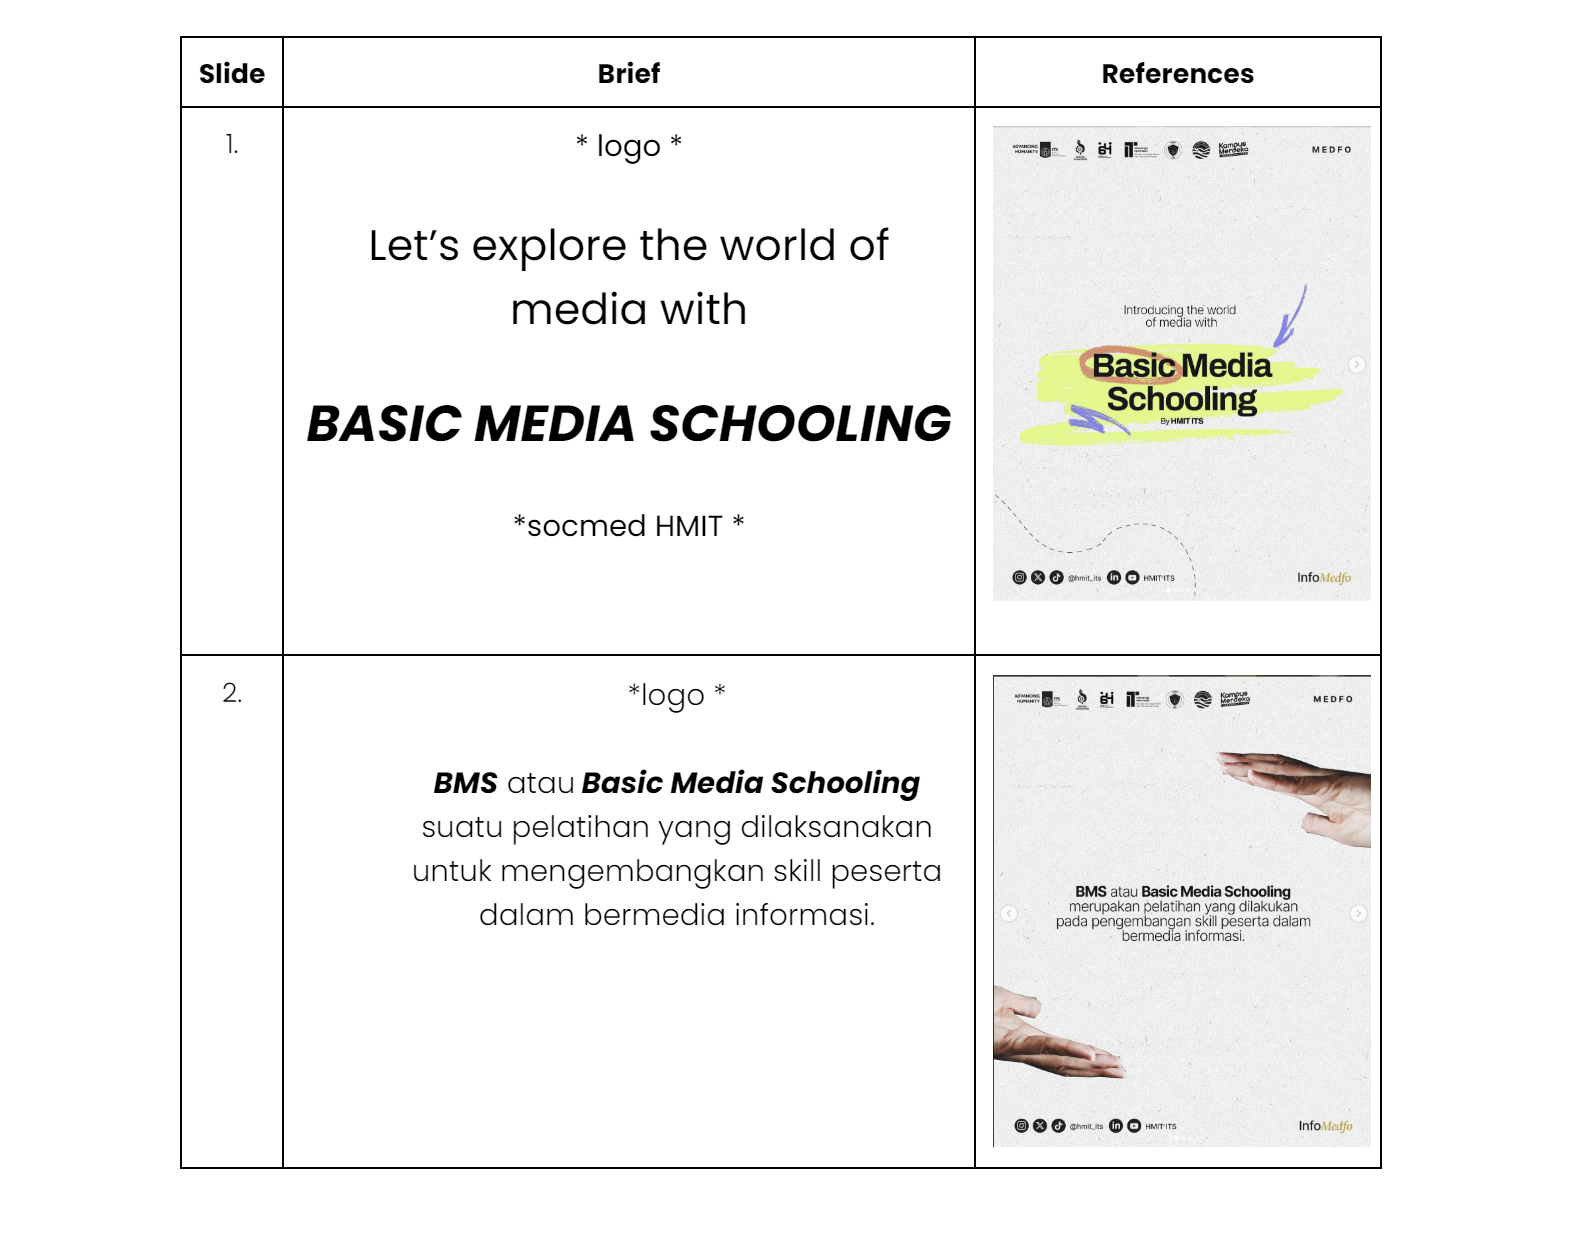 Slide
Brief
References
1.
* logo *
Let’s explore the world of
media with
BASIC MEDIA SCHOOLING
*socmed HMIT *
ADVANCING
HUMANITY
ITS
Kampus
Merdeka
MEDFO
Introducing the world
of media with
Basic Media
Schooling
By HMIT ITS
@hmit_its
HMIT ITS
InfoMedfo
2.
*logo *
BMS atau Basic Media Schooling
suatu pelatihan yang dilaksanakan
untuk mengembangkan skill peserta
dalam bermedia informasi.
ADVANCING
HUMANITY
ITS
Kampus
Merdeka
MEDFO
BMS atau Basic Media Schooling
merupakan pelatihan yang dilakukan
pada pengembangan skill peserta dalam
bermedia informasi.
@hmit_its
HMIT ITS
InfoMedfo